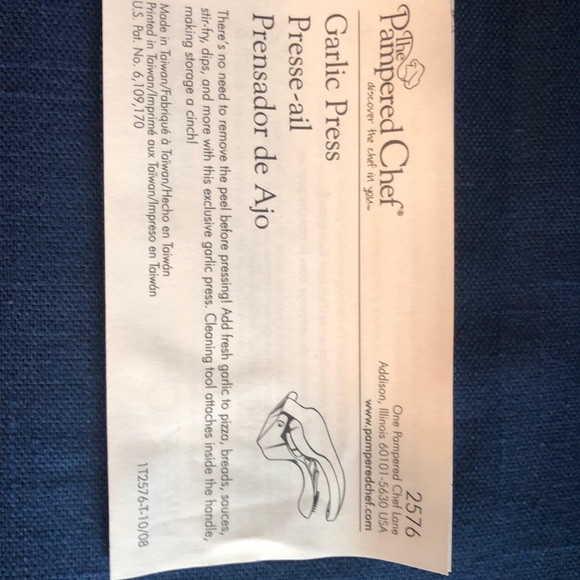 The
Pampered Chef®
discover the chef in you™
2576
One Pampered Chef Lane
Addison, Illinois 60101-5630 USA
www.pamperedchef.com
Garlic Press
Presse-ail
Prensador de Ajo
There's no need to remove the peel before pressing! Add fresh garlic to pizza, breads, sauces,
stir-fry, dips, and more with this exclusive garlic press. Cleaning tool attaches inside the handle,
making storage a cinch!
Made in Taiwan/Fabriqué à Taïwan/Hecho en Taiwán
Printed in Taiwan/Imprimé aux Taïwan/Impreso en Taiwán
U.S. Pat. No. 6,109,170
1T2576-T-10/08